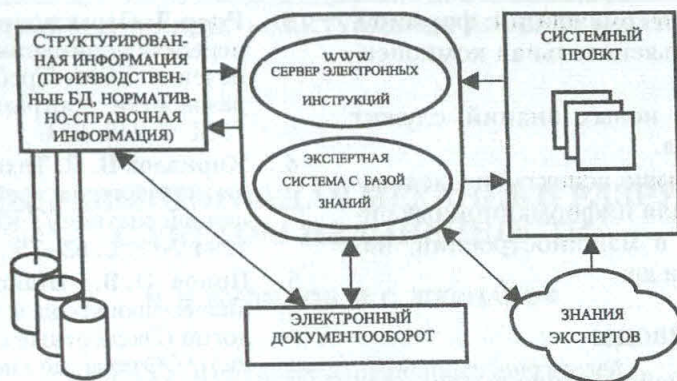 СТРУКТУРИРОВАН-
НАЯ ИНФОРМАЦИЯ
(ПРОИЗВОДСТВЕН-
НЫЕ БД, НОРМАТИВ-
НО-СПРАВОЧНАЯ
ИНФОРМАЦИЯ)
WWW
СЕРВЕР ЭЛЕКТРОННЫХ
ИНСТРУКЦИЙ
ЭКСПЕРТНАЯ
СИСТЕМА С БАЗОЙ
ЗНАНИЙ
СИСТЕМНЫЙ
ПРОЕКТ
ЭЛЕКТРОННЫЙ
ДОКУМЕНТООБОРОТ
ЗНАНИЯ
ЭКСПЕРТОВ